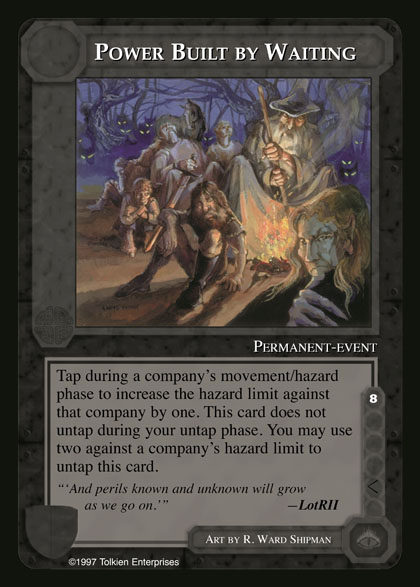 POWER BUILT BY WAITING
PERMANENT-EVENT
Tap during a company's movement/hazard
phase to increase the hazard limit against
that company by one. This card does not
untap during your untap phase. You may use
two against a company's hazard limit to
untap this card.
8
“‘And perils known and unknown will grow
as we go on.’” —LotRII
ART BY R. WARD SHIPMAN
©1997 Tolkien Enterprises